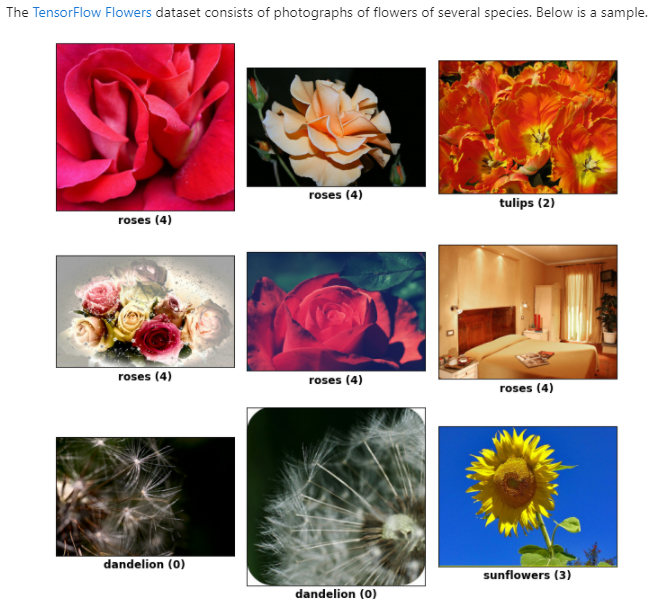 The TensorFlow Flowers dataset consists of photographs of flowers of several species. Below is a sample.
roses (4)
roses (4)
tulips (2)
roses (4)
roses (4)
roses (4)
dandelion (0)
dandelion (0)
sunflowers (3)